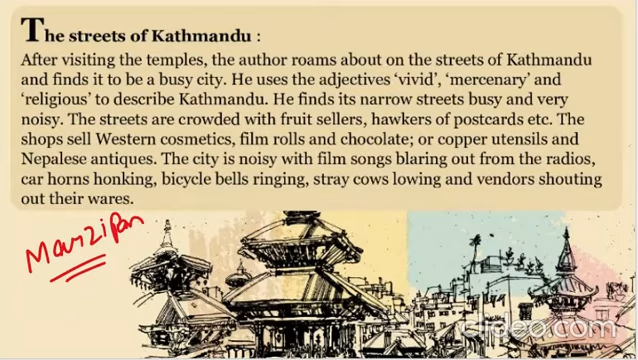 The streets of Kathmandu :
After visiting the temples, the author roams about on the streets of Kathmandu
and finds it to be a busy city. He uses the adjectives ‘vivid’, ‘mercenary’ and
‘religious’ to describe Kathmandu. He finds its narrow streets busy and very
noisy. The streets are crowded with fruit sellers, hawkers of postcards etc. The
shops sell Western cosmetics, film rolls and chocolate; or copper utensils and
Nepalese antiques. The city is noisy with film songs blaring out from the radios,
car horns honking, bicycle bells ringing, stray cows lowing and vendors shouting
out their wares.
Marzipan
clideo.com